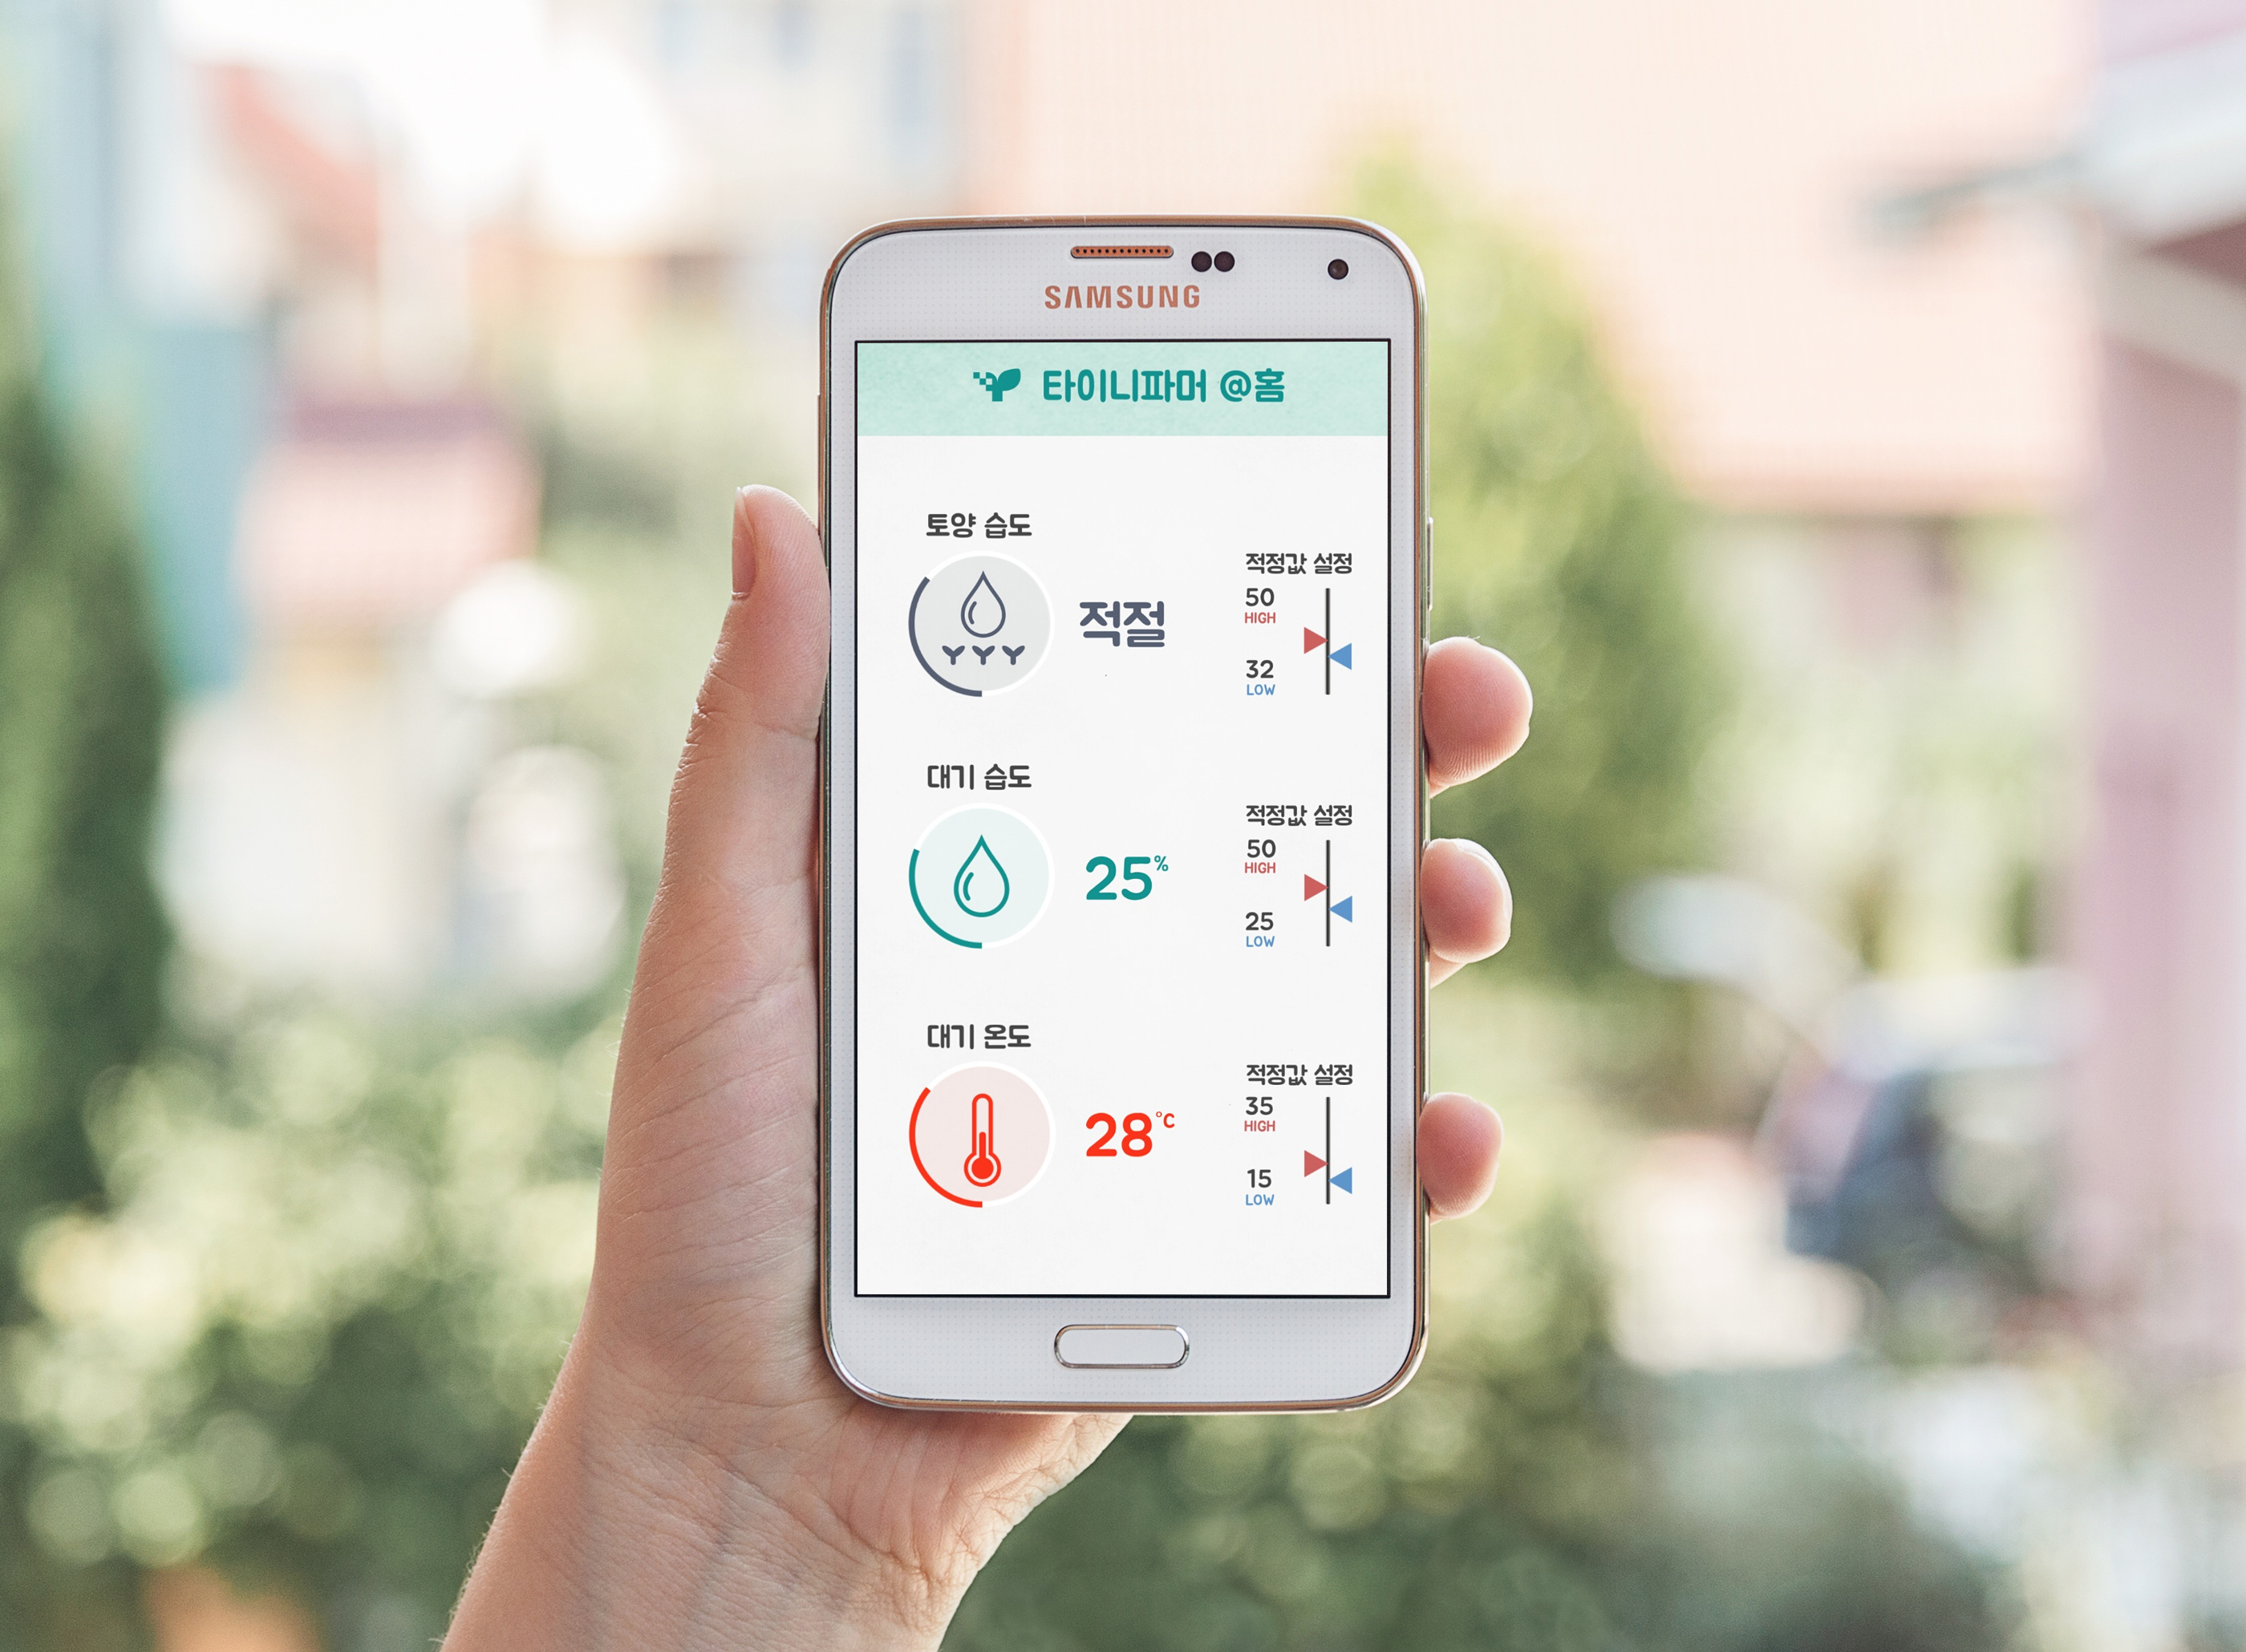 SAMSUNG
타이니파머 @홈
토양 습도
적절
적정값 설정
50
HIGH
32
LOW
대기 습도
25%
적정값 설정
50
HIGH
25
LOW
대기 온도
28°C
적정값 설정
35
HIGH
15
LOW